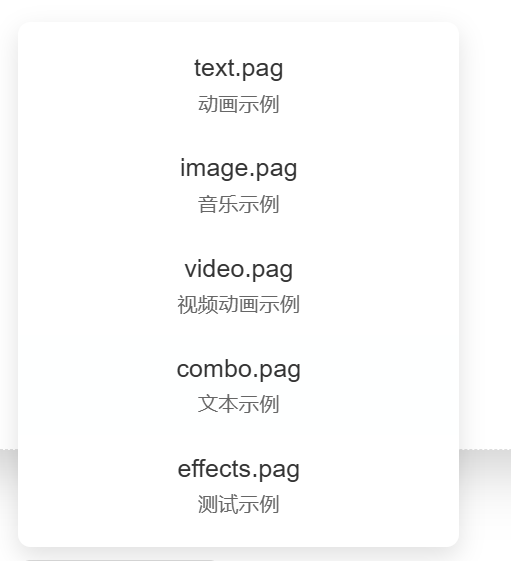 text.pag
动画示例
image.pag
音乐示例
video.pag
视频动画示例
combo.pag
文本示例
effects.pag
测试示例